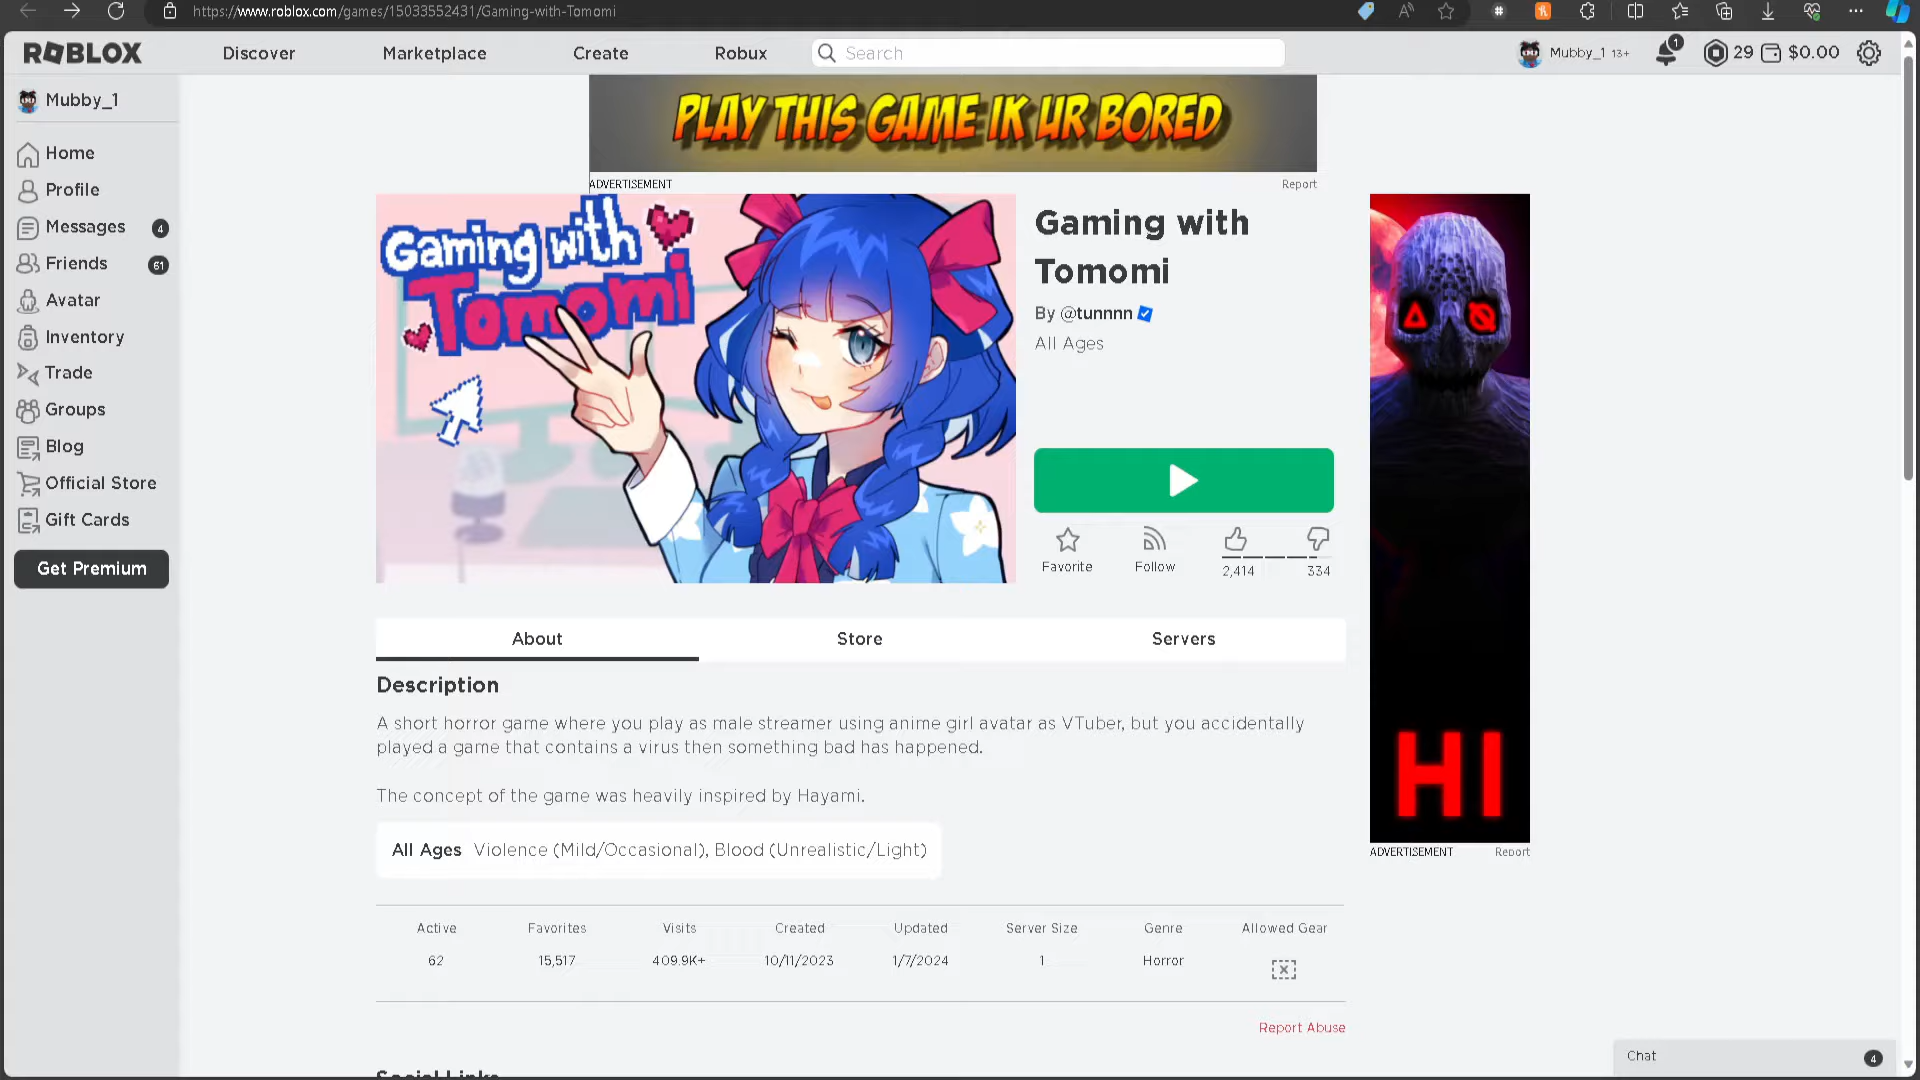 https://www.roblox.com/games/15033552431/Gaming-with-Tomomi
ROBLOX
Discover
Marketplace
Create
Robux
Search
Mubby_1 13+
1
29
$0.00
Mubby_1
Home
Profile
Messages 4
Friends 61
Avatar
Inventory
Trade
Groups
Blog
Official Store
Gift Cards
Get Premium
PLAY THIS GAME IK UR BORED
ADVERTISEMENT
Report
Gaming with
Tomomi
Gaming with
Tomomi
By @tunnnn
All Ages
Favorite
Follow
2,414
334
HI
ADVERTISEMENT
Report
About
Store
Servers
Description
A short horror game where you play as male streamer using anime girl avatar as VTuber, but you accidentally
played a game that contains a virus then something bad has happened.
The concept of the game was heavily inspired by Hayami.
All Ages Violence (Mild/Occasional), Blood (Unrealistic/Light)
Active Favorites Visits Created Updated Server Size Genre Allowed Gear
62 15,517 409.9K+ 10/11/2023 1/7/2024 1 Horror
Report Abuse
Social Links
Chat 4